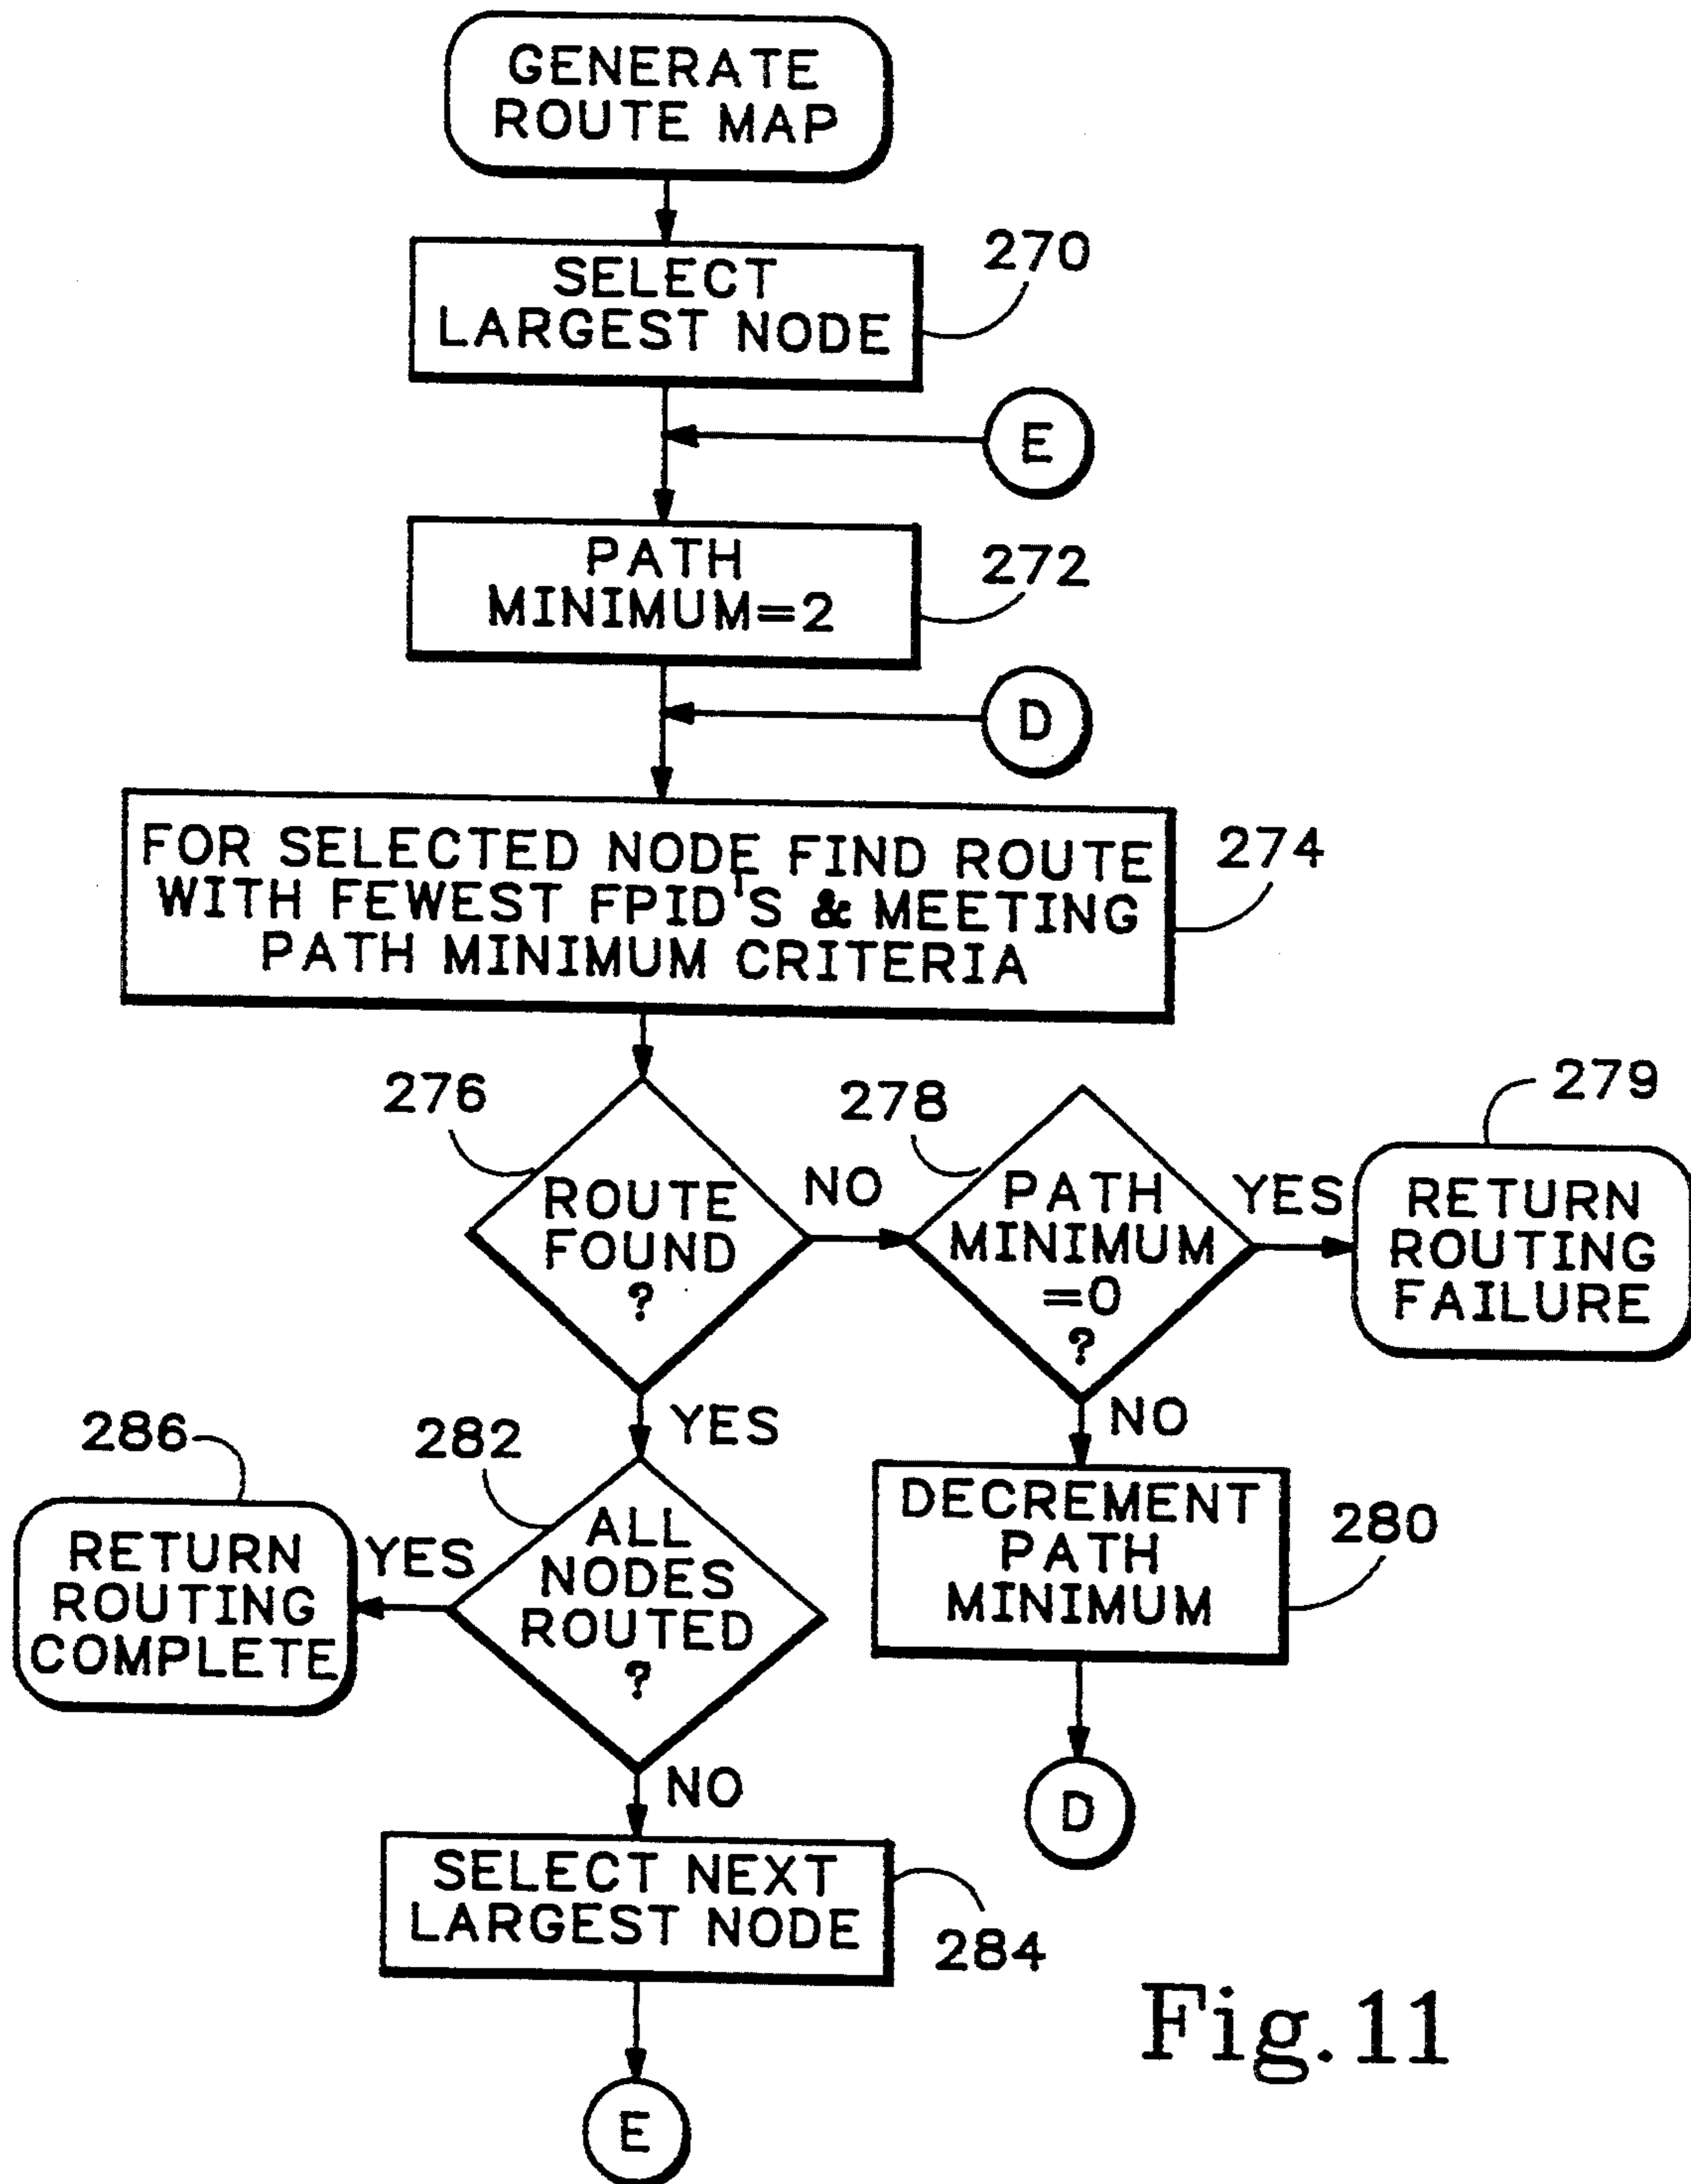 GENERATE
ROUTE MAP
270
SELECT
LARGEST NODE
E
272
PATH
MINIMUM=2
D
274
FOR SELECTED NODE FIND ROUTE
WITH FEWEST FPID'S & MEETING
PATH MINIMUM CRITERIA
276
ROUTE
FOUND
?
NO
278
PATH
MINIMUM
=0
?
YES
279
RETURN
ROUTING
FAILURE
YES
NO
286
RETURN
ROUTING
COMPLETE
YES
282
ALL
NODES
ROUTED
?
280
DECREMENT
PATH
MINIMUM
D
NO
SELECT NEXT
LARGEST NODE
284
E
Fig. 11